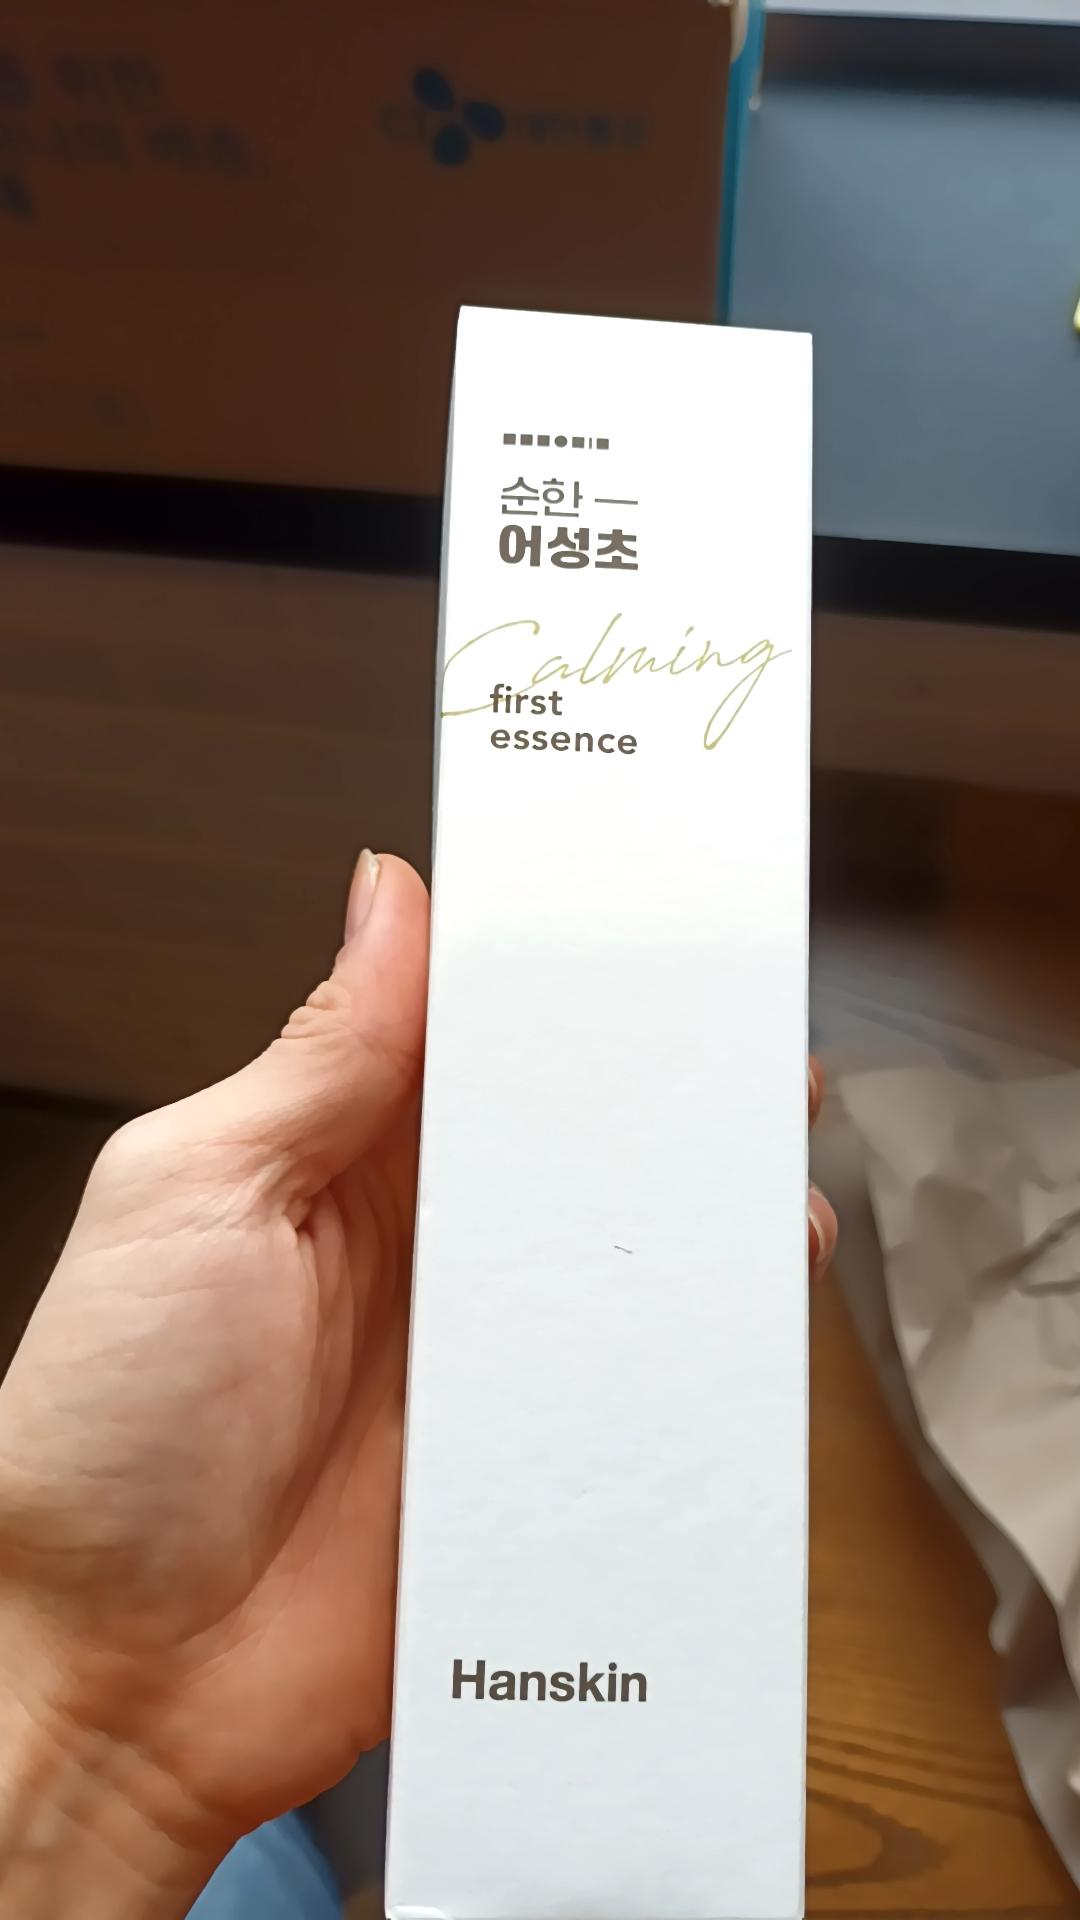 순한 —
어성초
Calming
first
essence
Hanskin